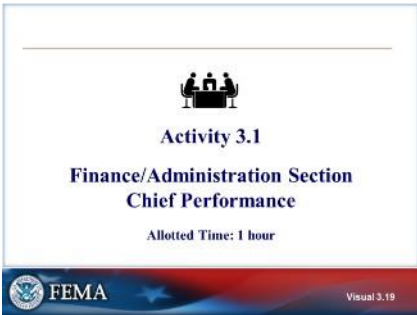 Activity 3.1
Finance/Administration Section
Chief Performance
Allotted Time: 1 hour
FEMA
Visual 3.19